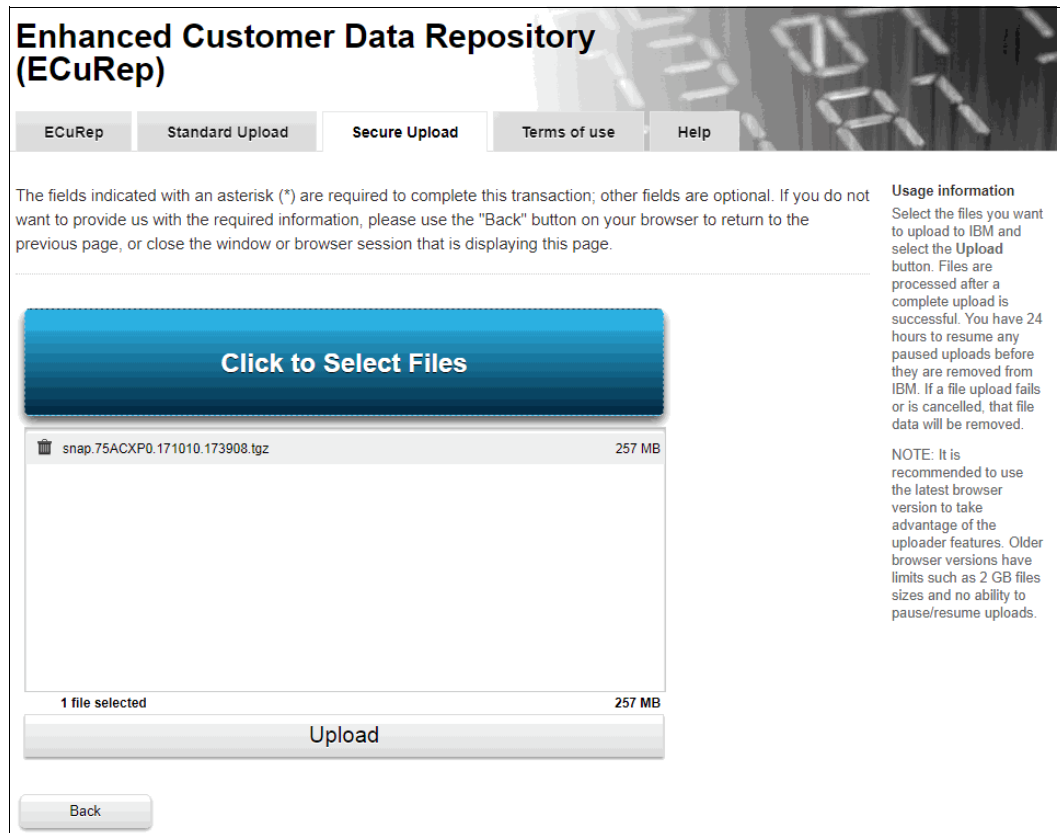 Enhanced Customer Data Repository
(ECuRep)
ECuRep
Standard Upload
Secure Upload
Terms of use
Help
The fields indicated with an asterisk (*) are required to complete this transaction; other fields are optional. If you do not
want to provide us with the required information, please use the "Back" button on your browser to return to the
previous page, or close the window or browser session that is displaying this page.
Click to Select Files
snap.75ACXP0.171010.173908.tgz 257 MB
1 file selected 257 MB
Upload
Back
Usage information
Select the files you want
to upload to IBM and
select the Upload
button. Files are
processed after a
complete upload is
successful. You have 24
hours to resume any
paused uploads before
they are removed from
IBM. If a file upload fails
or is cancelled, that file
data will be removed.
NOTE: It is
recommended to use
the latest browser
version to take
advantage of the
uploader features. Older
browser versions have
limits such as 2 GB files
sizes and no ability to
pause/resume uploads.